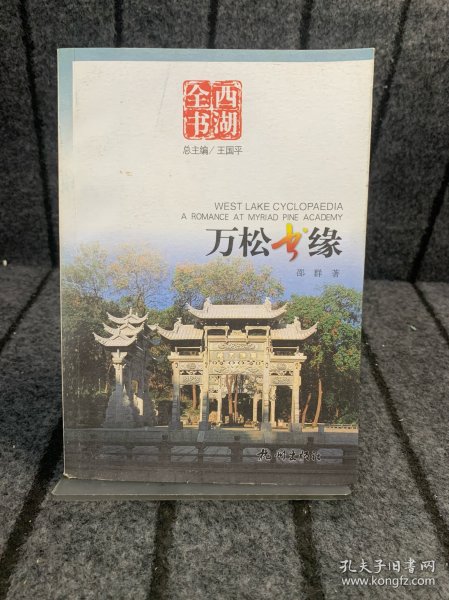 西湖
全书
总主编/王国平
WEST LAKE CYCLOPAEDIA
A ROMANCE AT MYRIAD PINE ACADEMY
万松书缘
邵 群 著
杭州出版社
孔夫子旧书网
www.kongfz.com